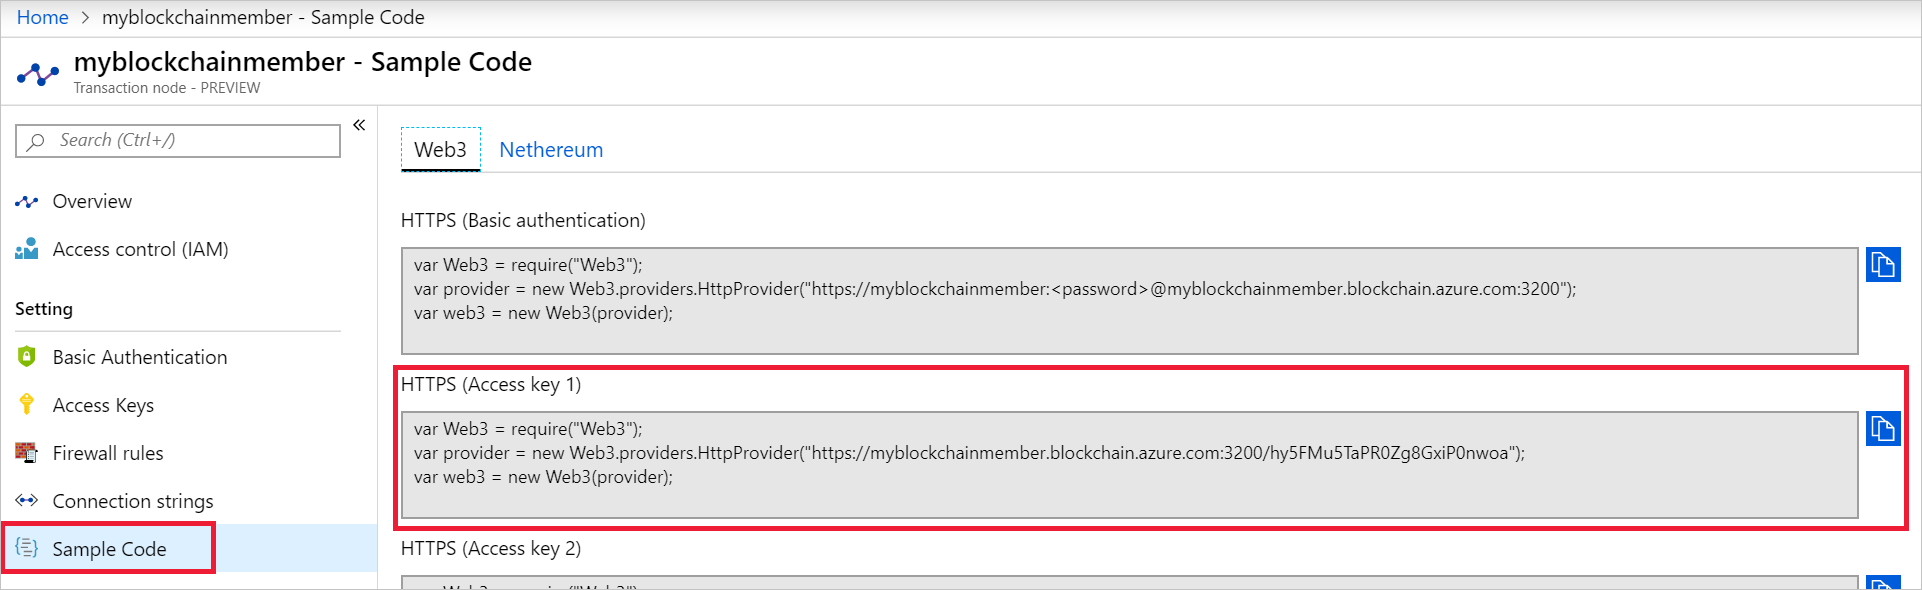 Home > myblockchainmember - Sample Code
myblockchainmember - Sample Code
Transaction node - PREVIEW
Search (Ctrl+/)
«
Overview
Access control (IAM)
Setting
Basic Authentication
Access Keys
Firewall rules
Connection strings
Sample Code
Web3 Nethereum
HTTPS (Basic authentication)
var Web3 = require("Web3");
var provider = new Web3.providers.HttpProvider("https://myblockchainmember:<password>@myblockchainmember.blockchain.azure.com:3200");
var web3 = new Web3(provider);
HTTPS (Access key 1)
var Web3 = require("Web3");
var provider = new Web3.providers.HttpProvider("https://myblockchainmember.blockchain.azure.com:3200/hy5FMu5TaPR0Zg8GxiP0nwoa");
var web3 = new Web3(provider);
HTTPS (Access key 2)
var Web3 = require("Web3");